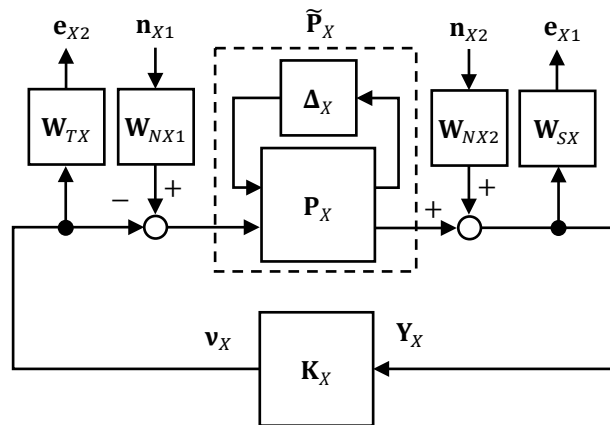 𝐞_X2 𝐧_X1 𝐏̃_X 𝐧_X2 𝐞_X1
𝚫_X
𝐖_TX 𝐖_NX1 𝐖_NX2 𝐖_SX
𝐏_X
− + + +
𝛎_X 𝐘_X
𝐊_X